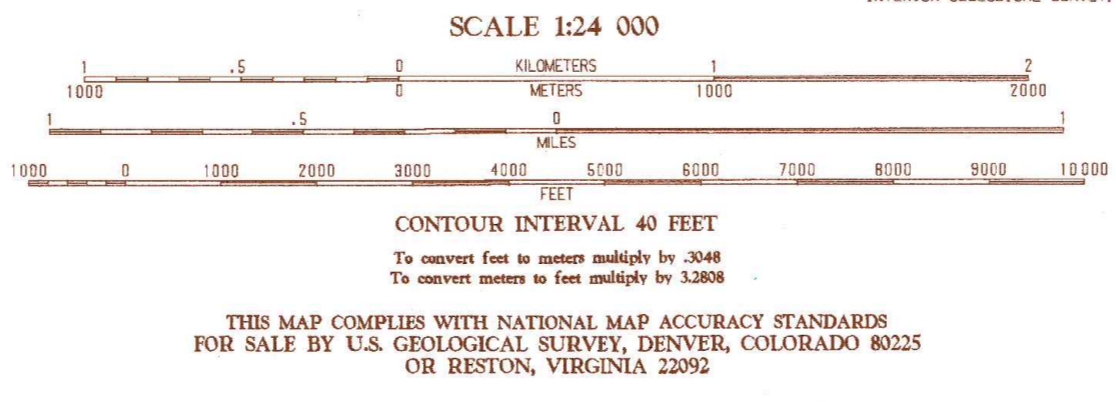 SCALE 1:24 000
1 .5 0 KILOMETERS 1 2
1000 0 METERS 1000 2000
1 .5 0 1
MILES
1000 0 1000 2000 3000 4000 5000 6000 7000 8000 9000 10000
FEET
CONTOUR INTERVAL 40 FEET
To convert feet to meters multiply by .3048
To convert meters to feet multiply by 3.2808
THIS MAP COMPLIES WITH NATIONAL MAP ACCURACY STANDARDS
FOR SALE BY U.S. GEOLOGICAL SURVEY, DENVER, COLORADO 80225
OR RESTON, VIRGINIA 22092